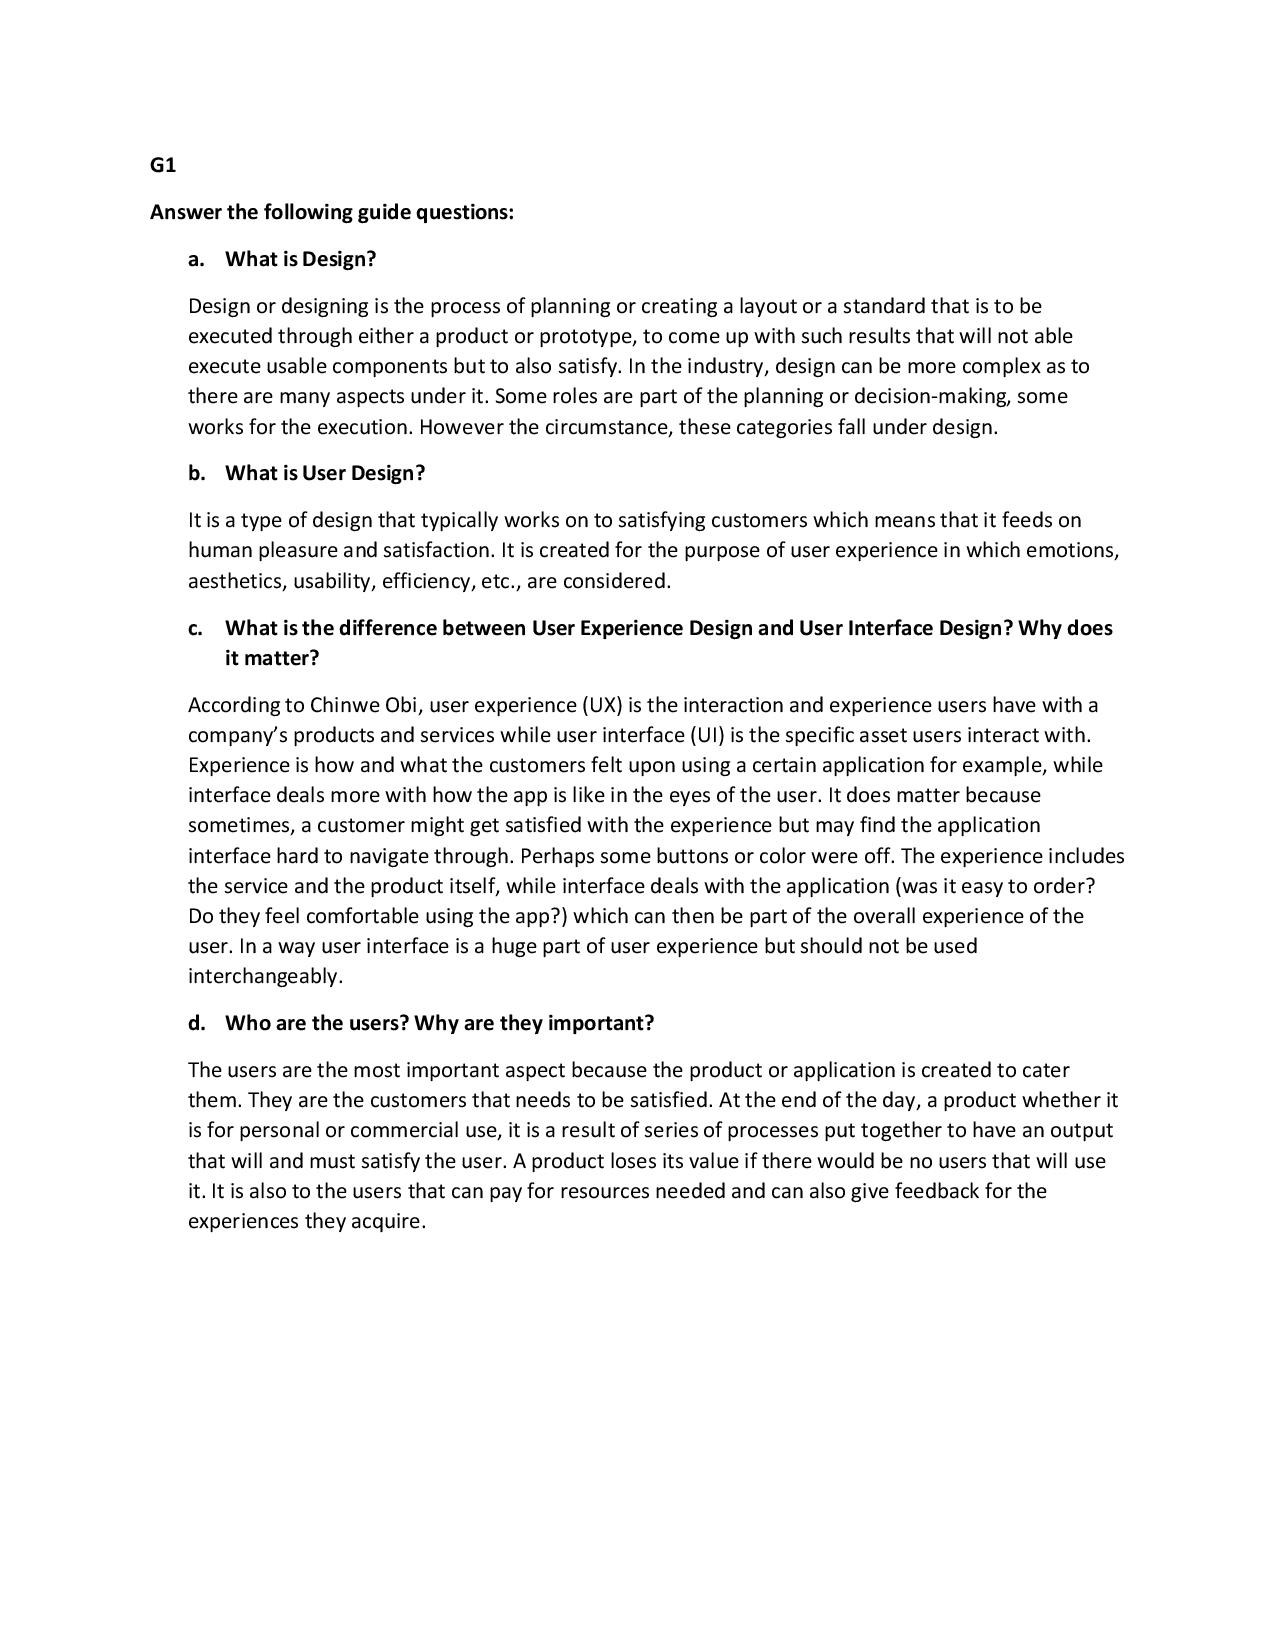 G1
Answer the following guide questions:
a. What is Design?
Design or designing is the process of planning or creating a layout or a standard that is to be
executed through either a product or prototype, to come up with such results that will not able
execute usable components but to also satisfy. In the industry, design can be more complex as to
there are many aspects under it. Some roles are part of the planning or decision-making, some
works for the execution. However the circumstance, these categories fall under design.
b. What is User Design?
It is a type of design that typically works on to satisfying customers which means that it feeds on
human pleasure and satisfaction. It is created for the purpose of user experience in which emotions,
aesthetics, usability, efficiency, etc., are considered.
c. What is the difference between User Experience Design and User Interface Design? Why does
it matter?
According to Chinwe Obi, user experience (UX) is the interaction and experience users have with a
company’s products and services while user interface (UI) is the specific asset users interact with.
Experience is how and what the customers felt upon using a certain application for example, while
interface deals more with how the app is like in the eyes of the user. It does matter because
sometimes, a customer might get satisfied with the experience but may find the application
interface hard to navigate through. Perhaps some buttons or color were off. The experience includes
the service and the product itself, while interface deals with the application (was it easy to order?
Do they feel comfortable using the app?) which can then be part of the overall experience of the
user. In a way user interface is a huge part of user experience but should not be used
interchangeably.
d. Who are the users? Why are they important?
The users are the most important aspect because the product or application is created to cater
them. They are the customers that needs to be satisfied. At the end of the day, a product whether it
is for personal or commercial use, it is a result of series of processes put together to have an output
that will and must satisfy the user. A product loses its value if there would be no users that will use
it. It is also to the users that can pay for resources needed and can also give feedback for the
experiences they acquire.